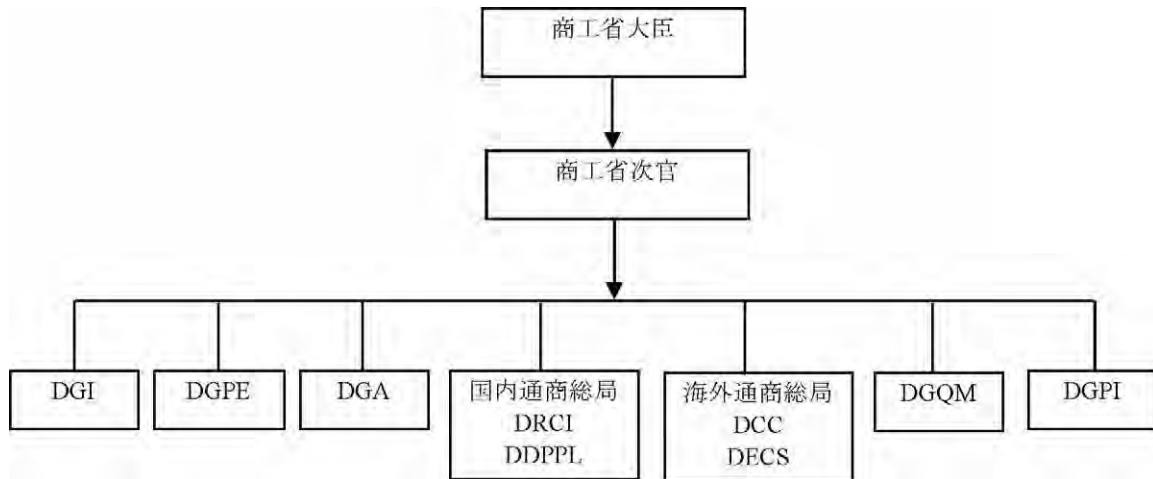 商工省大臣
商工省次官
DGI
DGPE
DGA
国内通商総局
DRCI
DDPPL
海外通商総局
DCC
DECS
DGQM
DGPI